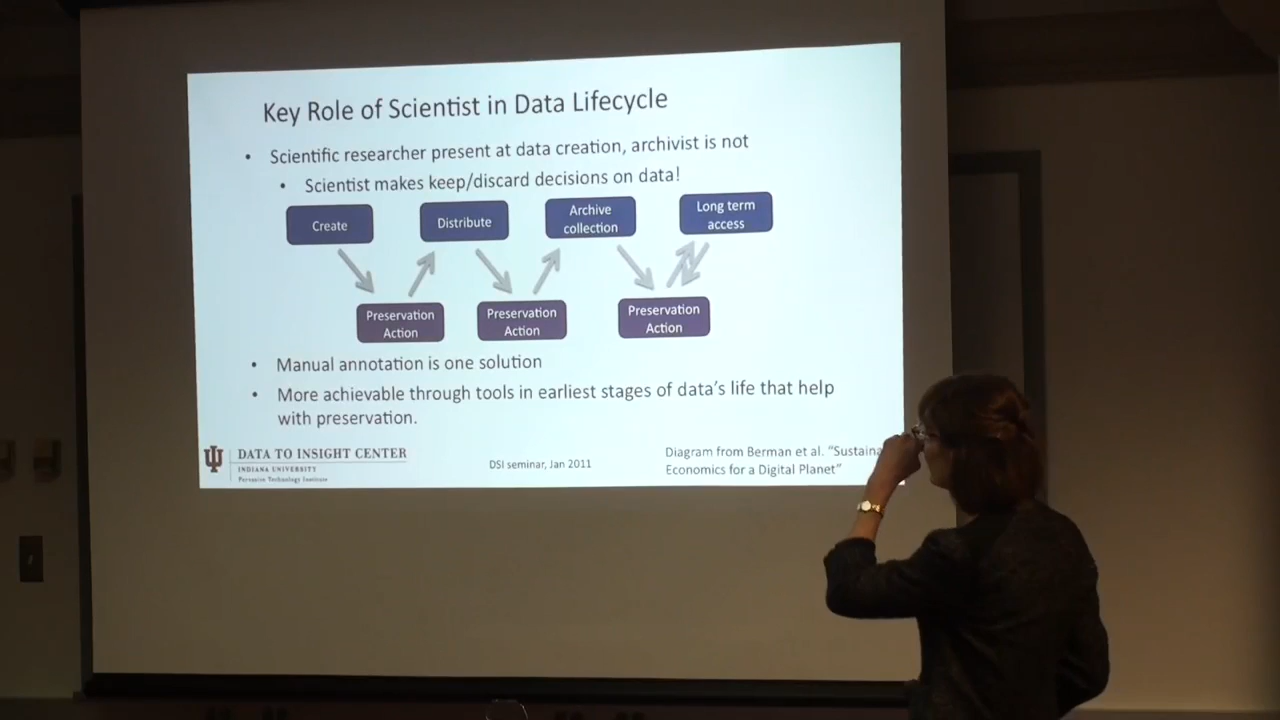 Key Role of Scientist in Data Lifecycle
• Scientific researcher present at data creation, archivist is not
• Scientist makes keep/discard decisions on data!
Create
Distribute
Archive
collection
Long term
access
Preservation
Action
Preservation
Action
Preservation
Action
• Manual annotation is one solution
• More achievable through tools in earliest stages of data's life that help
with preservation.
DATA TO INSIGHT CENTER
INDIANA UNIVERSITY
Pervasive Technology Institute
DSI seminar, Jan 2011
Diagram from Berman et al. "Sustaina
Economics for a Digital Planet"